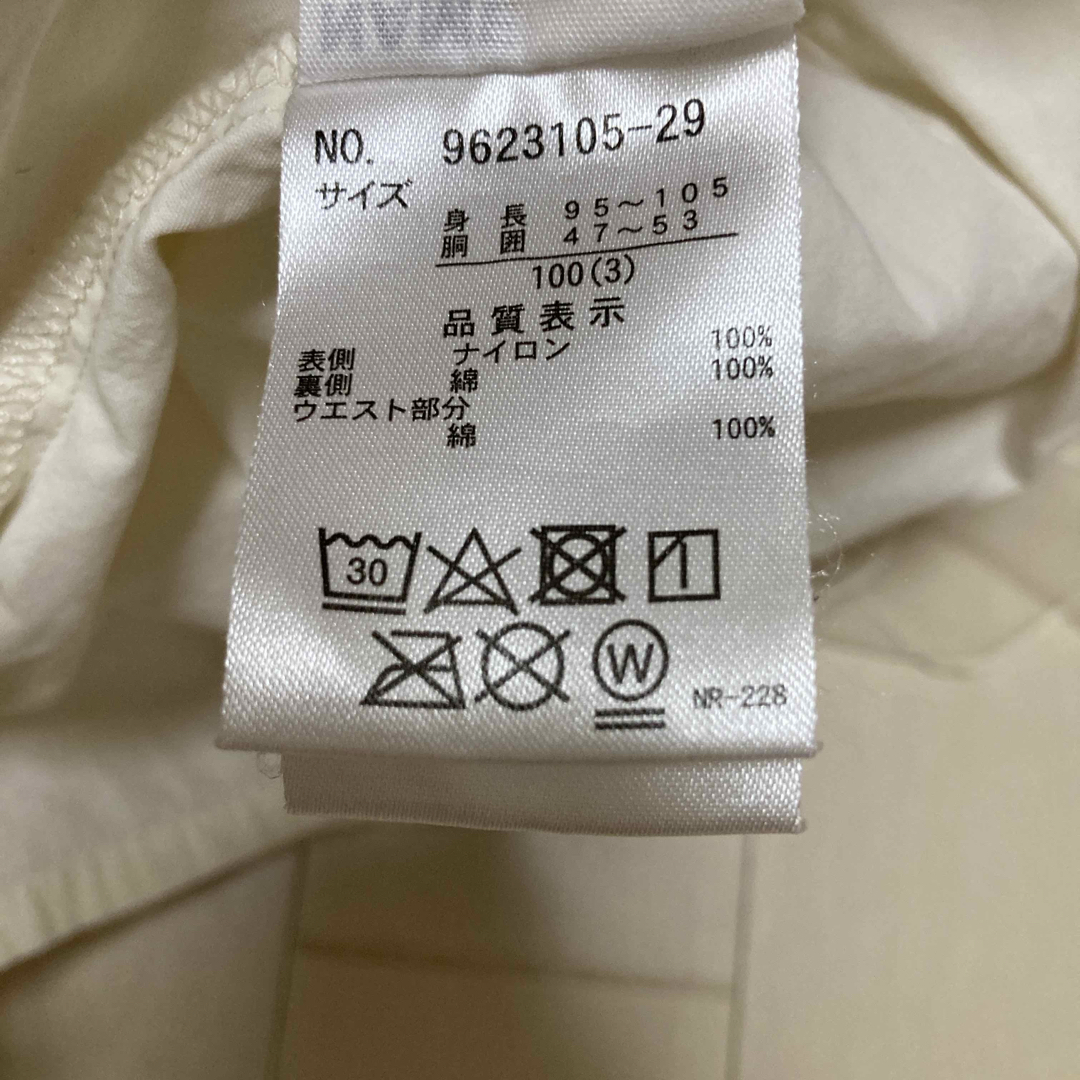 NO. 9623105-29
サイズ
身長 95～105
胴囲 47～53
100(3)
品質表示
表側 ナイロン 100%
裏側 綿 100%
ウエスト部分
綿 100%
30
W
NR-228